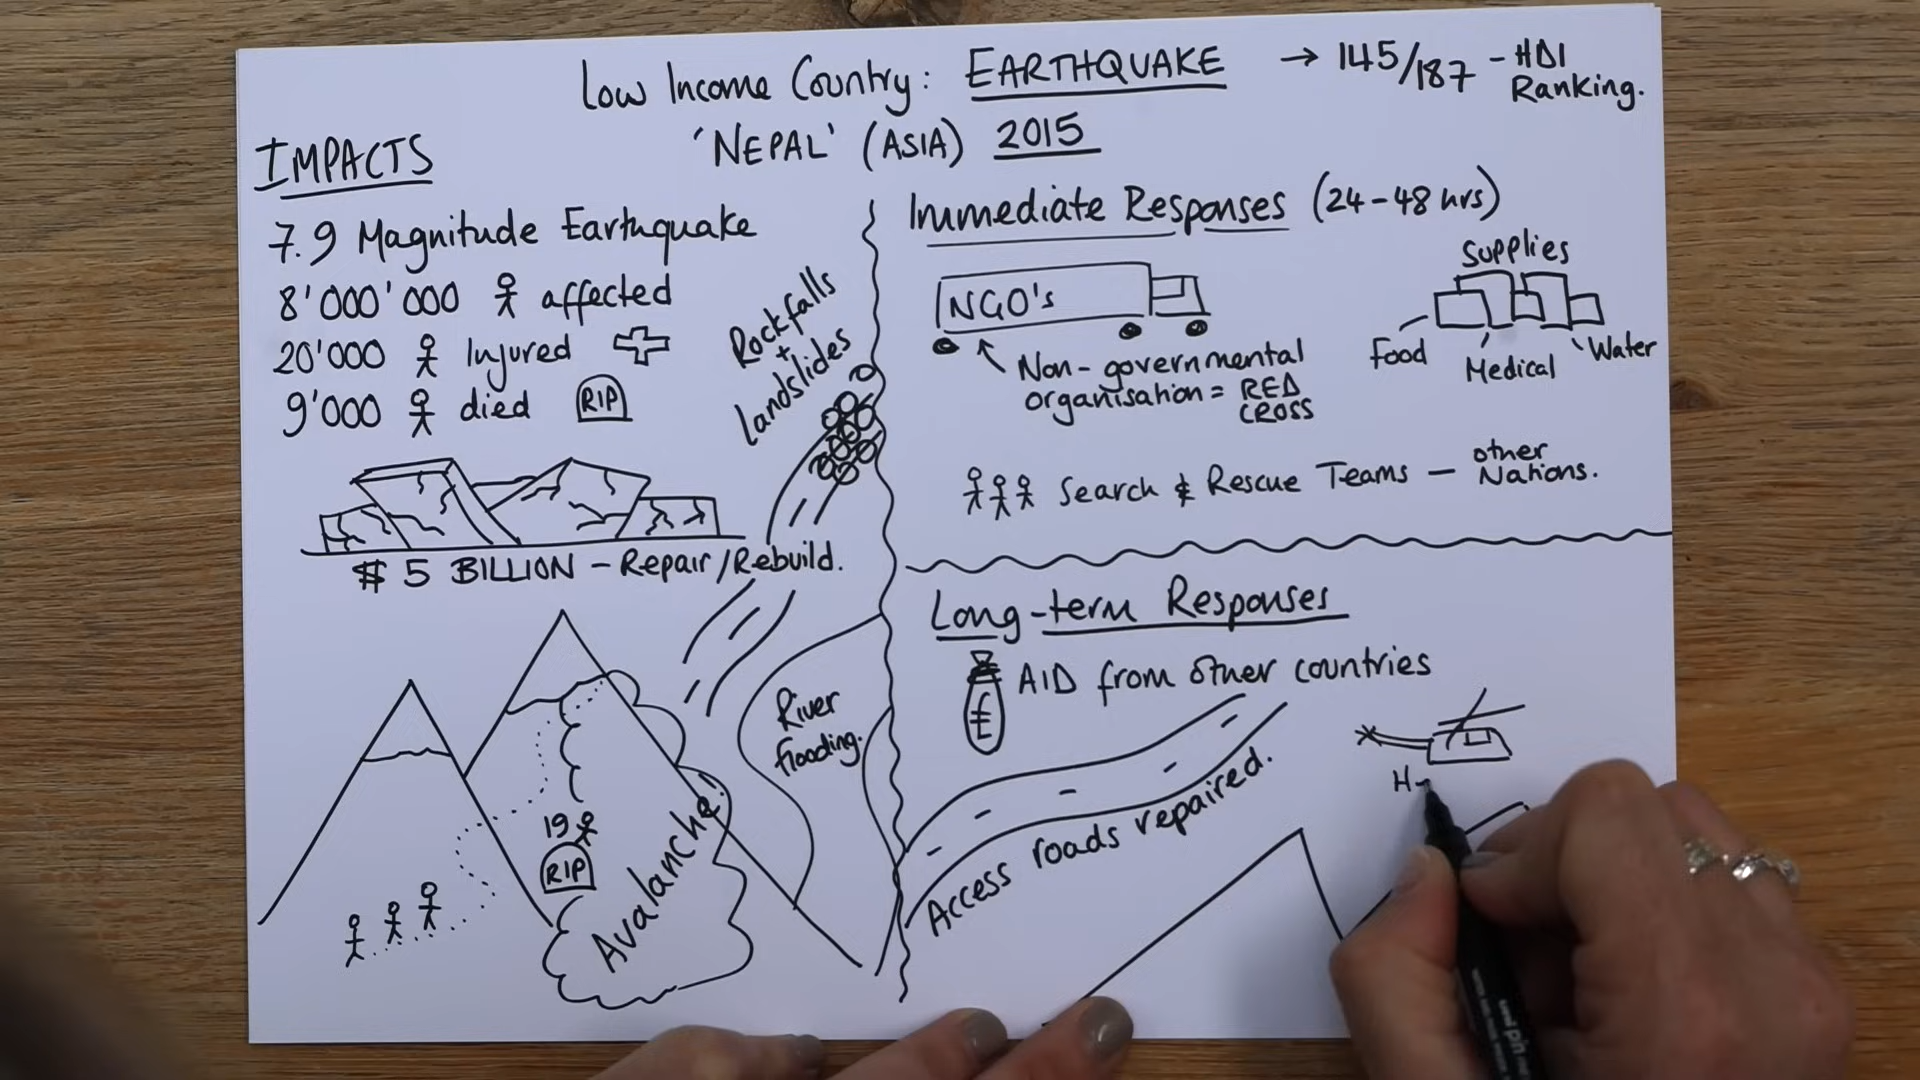 Low Income Country: EARTHQUAKE → 145/187 - HDI Ranking.
'NEPAL' (ASIA) 2015
IMPACTS
7.9 Magnitude Earthquake
8'000'000 affected
20'000 Injured
9'000 died RIP
$ 5 BILLION - Repair/Rebuild.
Rockfalls
+
landslides
River
flooding.
19
RIP
Avalanche!
Immediate Responses (24-48 hrs)
NGO's
Non-governmental
organisation = RED
CROSS
Supplies
Food
Medical
Water
Search & Rescue Teams - other
Nations.
Long-term Responses
£ AID from other countries
Access roads repaired.
H